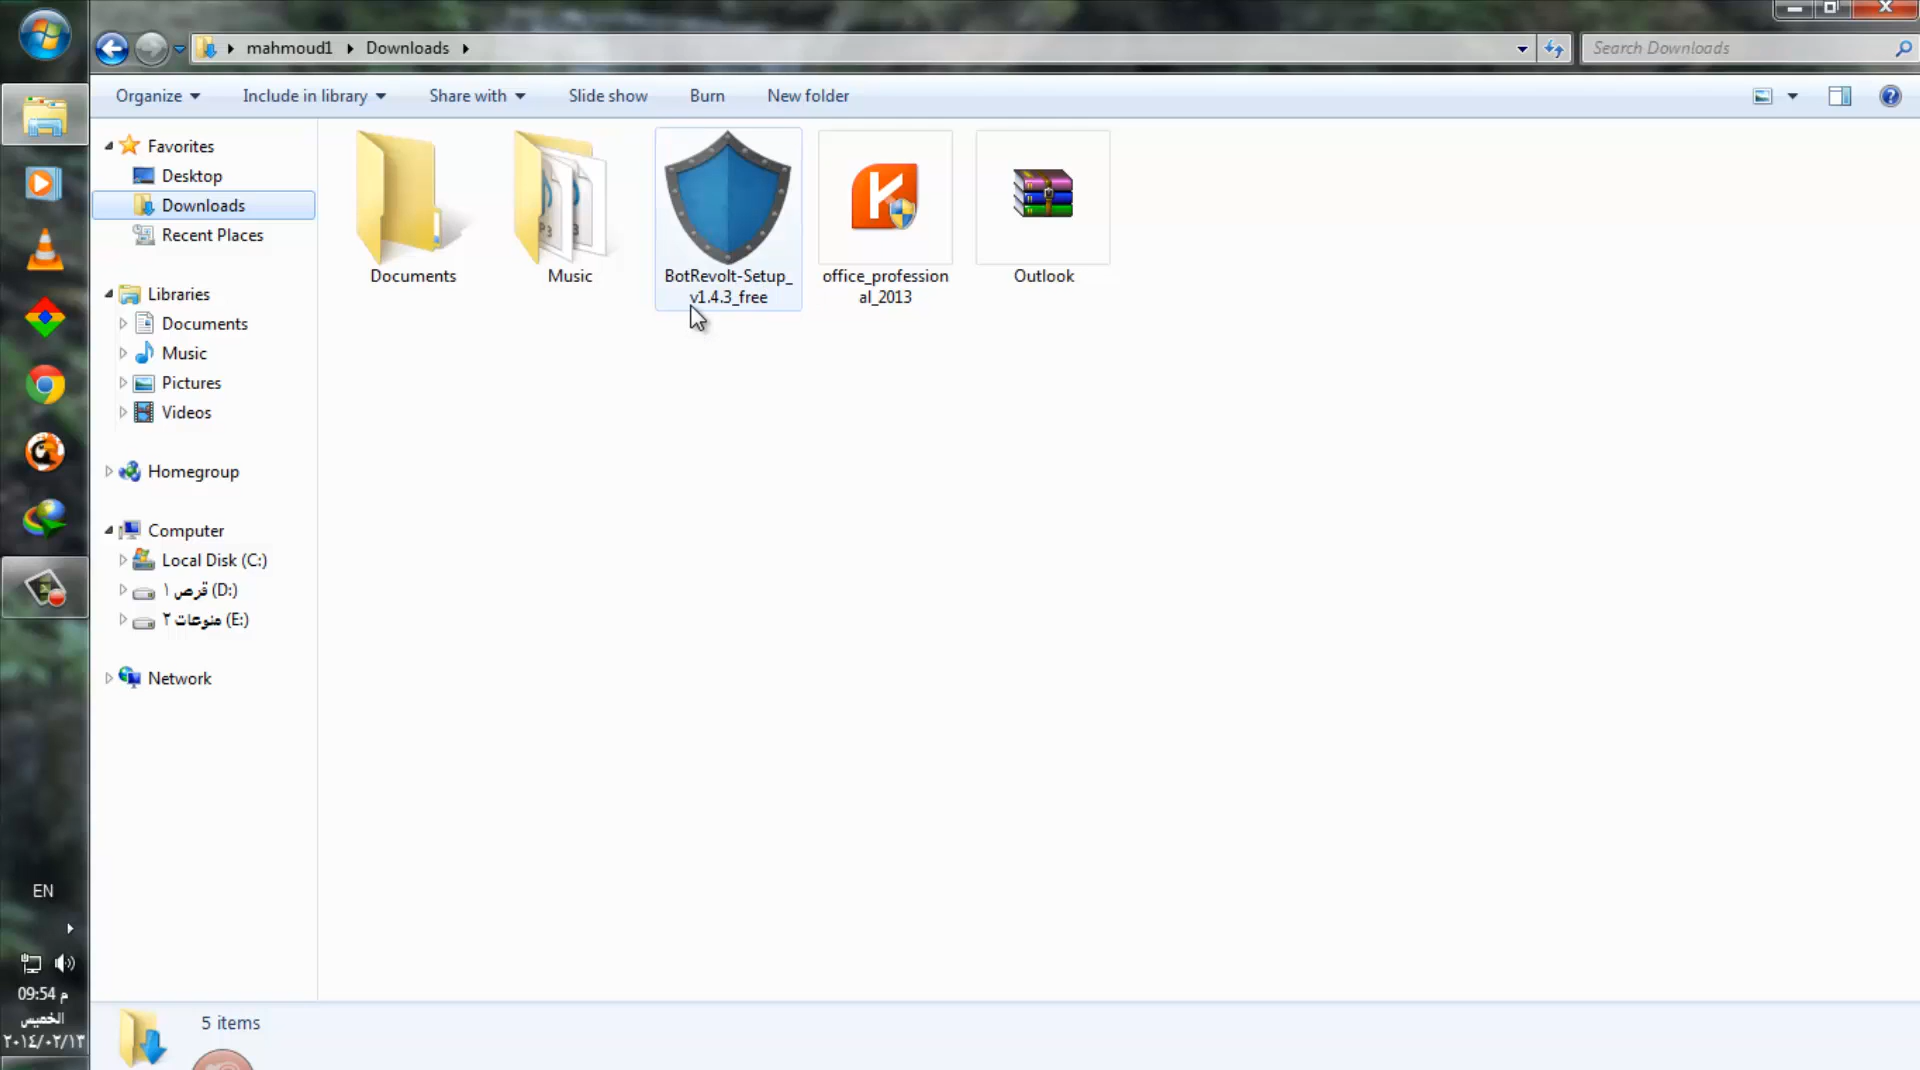 mahmoud1 Downloads
Search Downloads
Organize Include in library Share with Slide show Burn New folder
Favorites
Desktop
Downloads
Recent Places
Libraries
Documents
Music
Pictures
Videos
Homegroup
Computer
Local Disk (C:)
قرص ١ (D:)
منوعات ٢ (E:)
Network
Documents
Music
BotRevolt-Setup_
v1.4.3_free
office_profession
al_2013
Outlook
EN
09:54 م
الخميس
٢٠١٤/٠٢/١٣
5 items